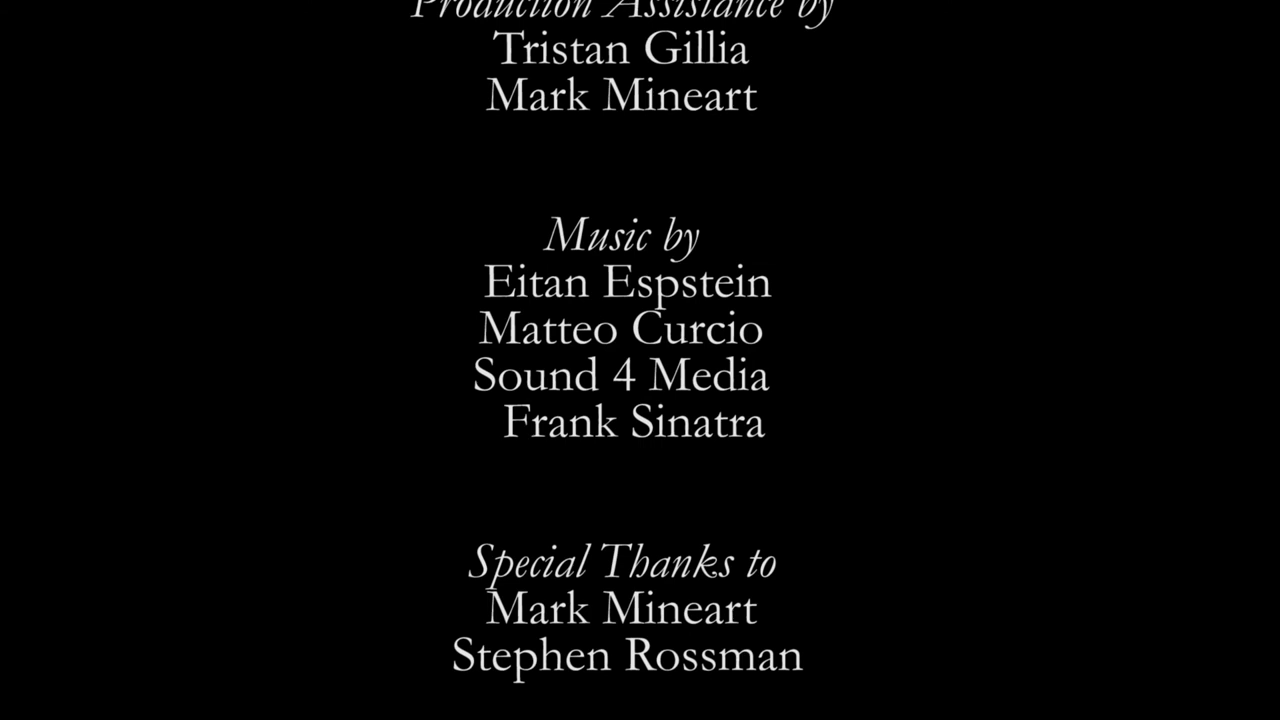 Production Assistance by
Tristan Gillia
Mark Mineart
Music by
Eitan Espstein
Matteo Curcio
Sound 4 Media
Frank Sinatra
Special Thanks to
Mark Mineart
Stephen Rossman